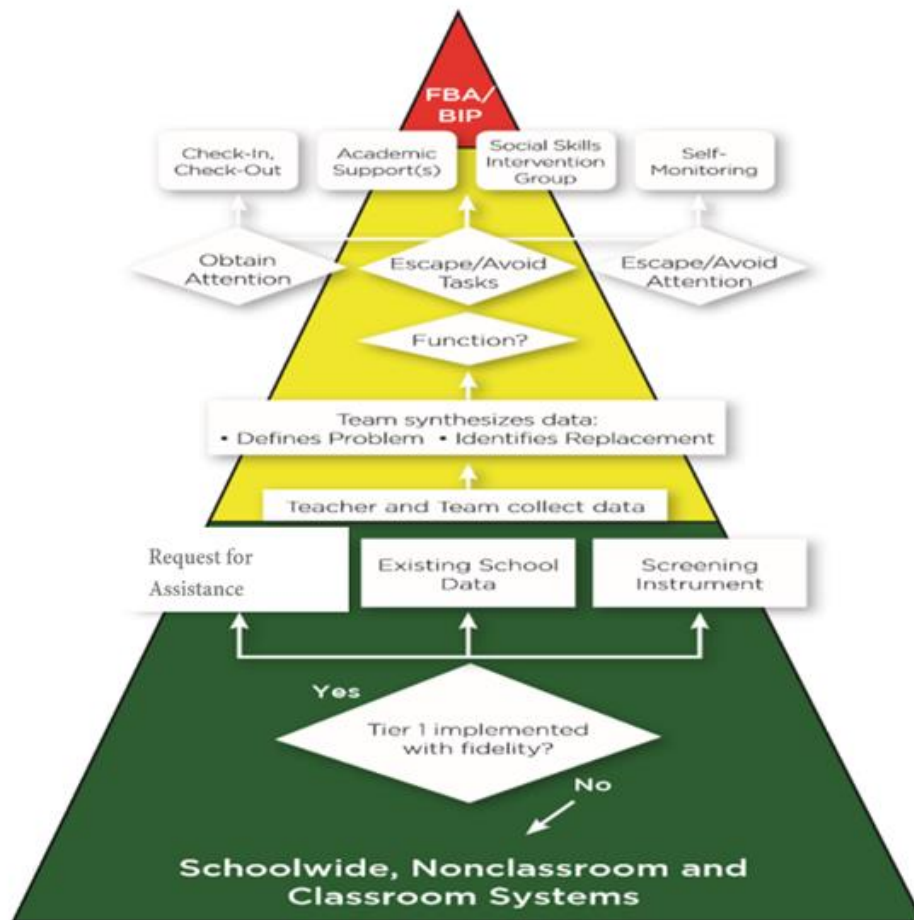 FBA/
BIP
Check-In,
Check-Out
Academic
Support(s)
Social Skills
Intervention
Group
Self-
Monitoring
Obtain
Attention
Escape/Avoid
Tasks
Escape/Avoid
Attention
Function?
Team synthesizes data:
• Defines Problem • Identifies Replacement
Teacher and Team collect data
Request for
Assistance
Existing School
Data
Screening
Instrument
Yes
Tier 1 implemented
with fidelity?
No
Schoolwide, Nonclassroom and
Classroom Systems